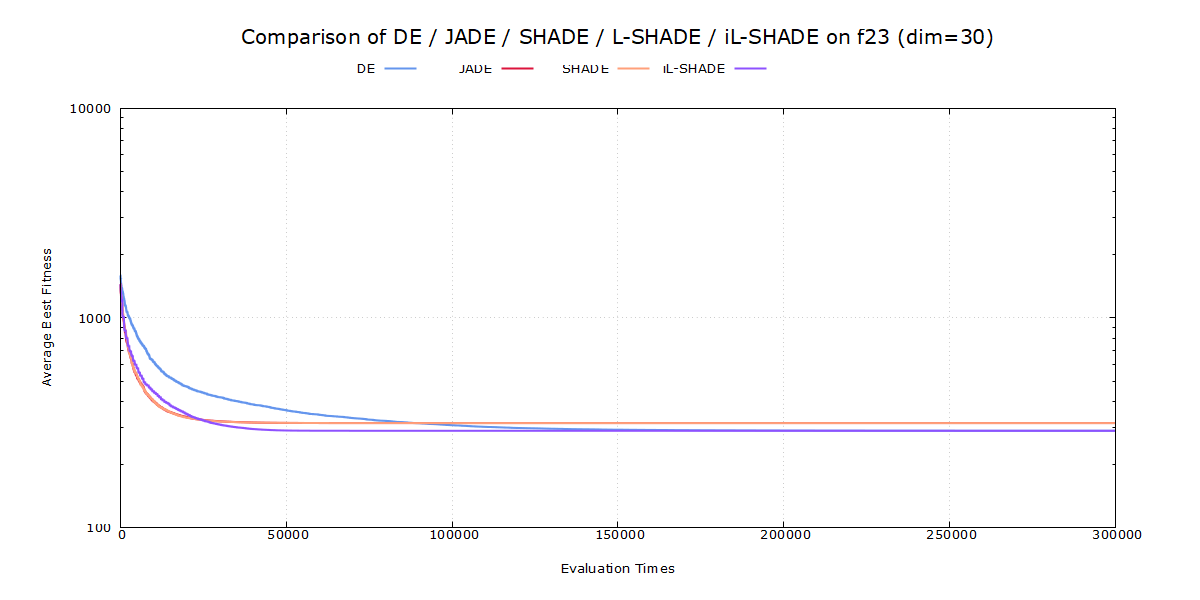 Comparison of DE / JADE / SHADE / L-SHADE / iL-SHADE on f23 (dim=30)
DE JADE SHADE iL-SHADE
10000
1000
100
Average Best Fitness
0 50000 100000 150000 200000 250000 300000
Evaluation Times